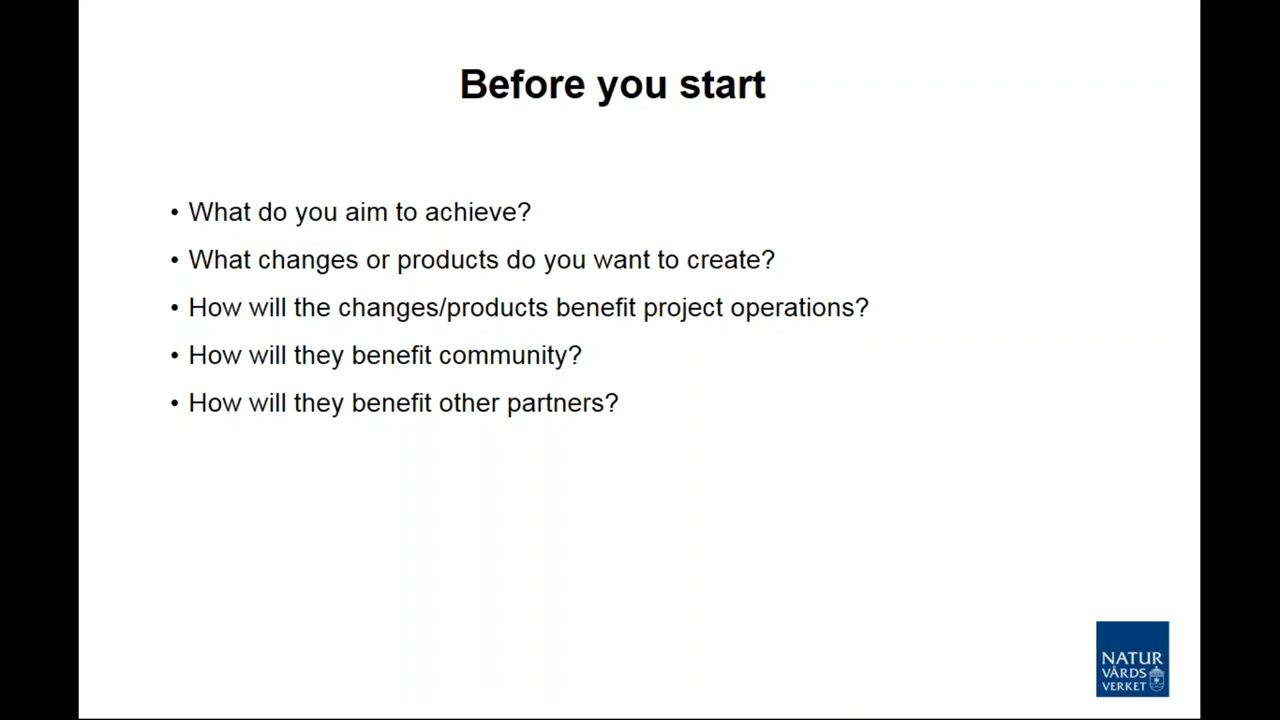 Before you start
• What do you aim to achieve?
• What changes or products do you want to create?
• How will the changes/products benefit project operations?
• How will they benefit community?
• How will they benefit other partners?
NATUR
VÅRDS
VERKET